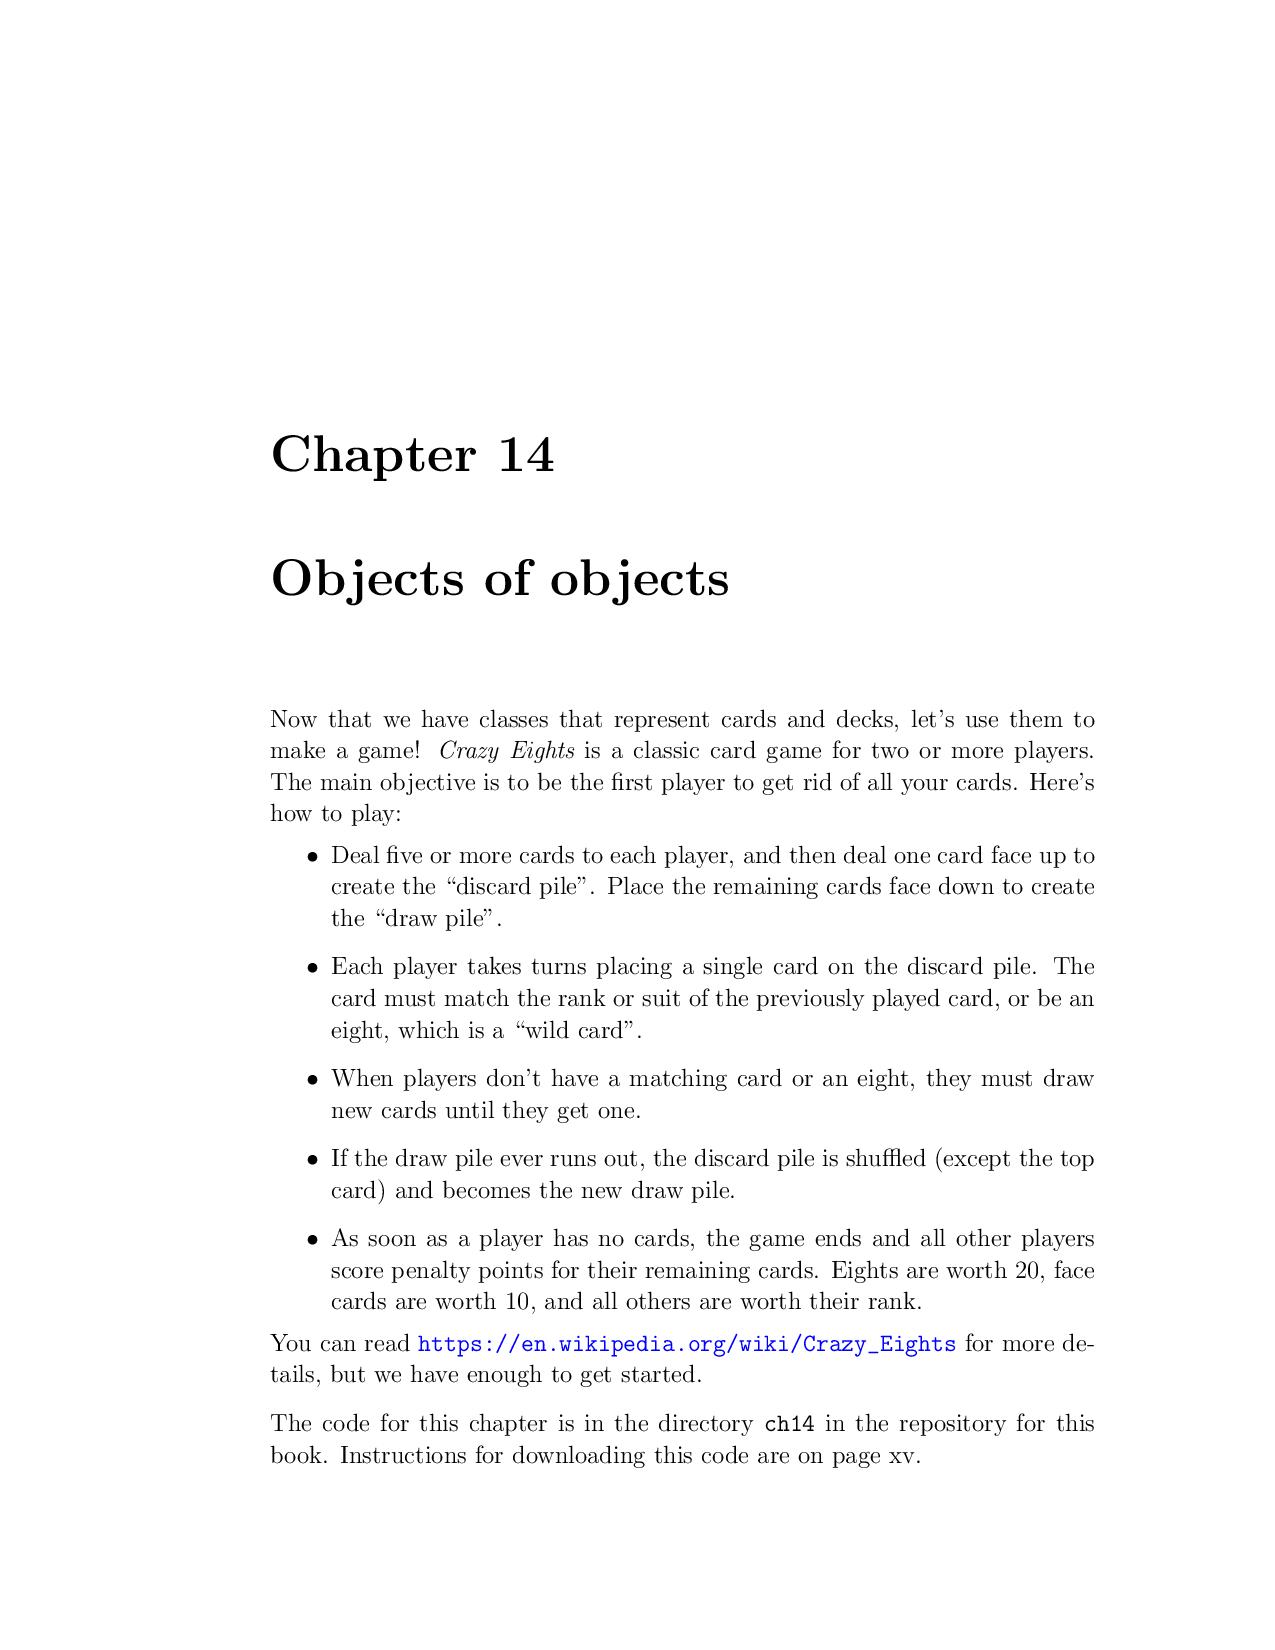 Chapter 14
Objects of objects
Now that we have classes that represent cards and decks, let's use them to
make a game! Crazy Eights is a classic card game for two or more players.
The main objective is to be the first player to get rid of all your cards. Here's
how to play:
• Deal five or more cards to each player, and then deal one card face up to
create the “discard pile”. Place the remaining cards face down to create
the “draw pile”.
• Each player takes turns placing a single card on the discard pile. The
card must match the rank or suit of the previously played card, or be an
eight, which is a “wild card”.
• When players don't have a matching card or an eight, they must draw
new cards until they get one.
• If the draw pile ever runs out, the discard pile is shuffled (except the top
card) and becomes the new draw pile.
• As soon as a player has no cards, the game ends and all other players
score penalty points for their remaining cards. Eights are worth 20, face
cards are worth 10, and all others are worth their rank.
You can read https://en.wikipedia.org/wiki/Crazy_Eights for more de-
tails, but we have enough to get started.
The code for this chapter is in the directory ch14 in the repository for this
book. Instructions for downloading this code are on page xv.